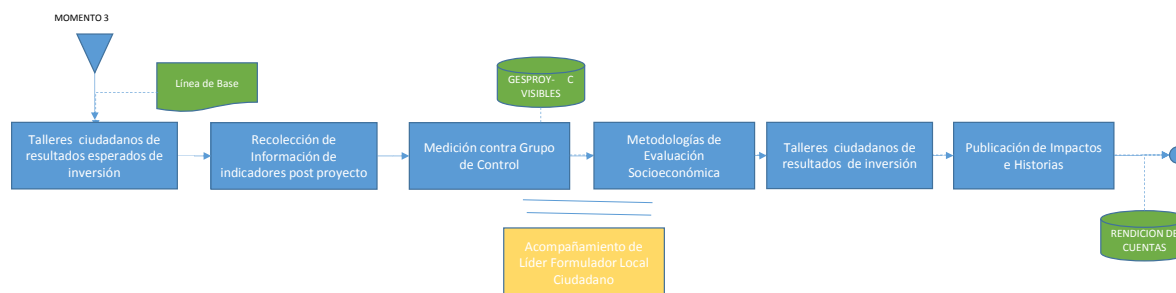 MOMENTO 3
Línea de Base
GESPROY- C
VISIBLES
Talleres ciudadanos de
resultados esperados de
inversión
Recolección de
Información de
indicadores post proyecto
Medición contra Grupo
de Control
Metodologías de
Evaluación
Socioeconómica
Talleres ciudadanos de
resultados de inversión
Publicación de Impactos
e Historias
RENDICION DE
CUENTAS
Acompañamiento de
Líder Formulador Local
Ciudadano